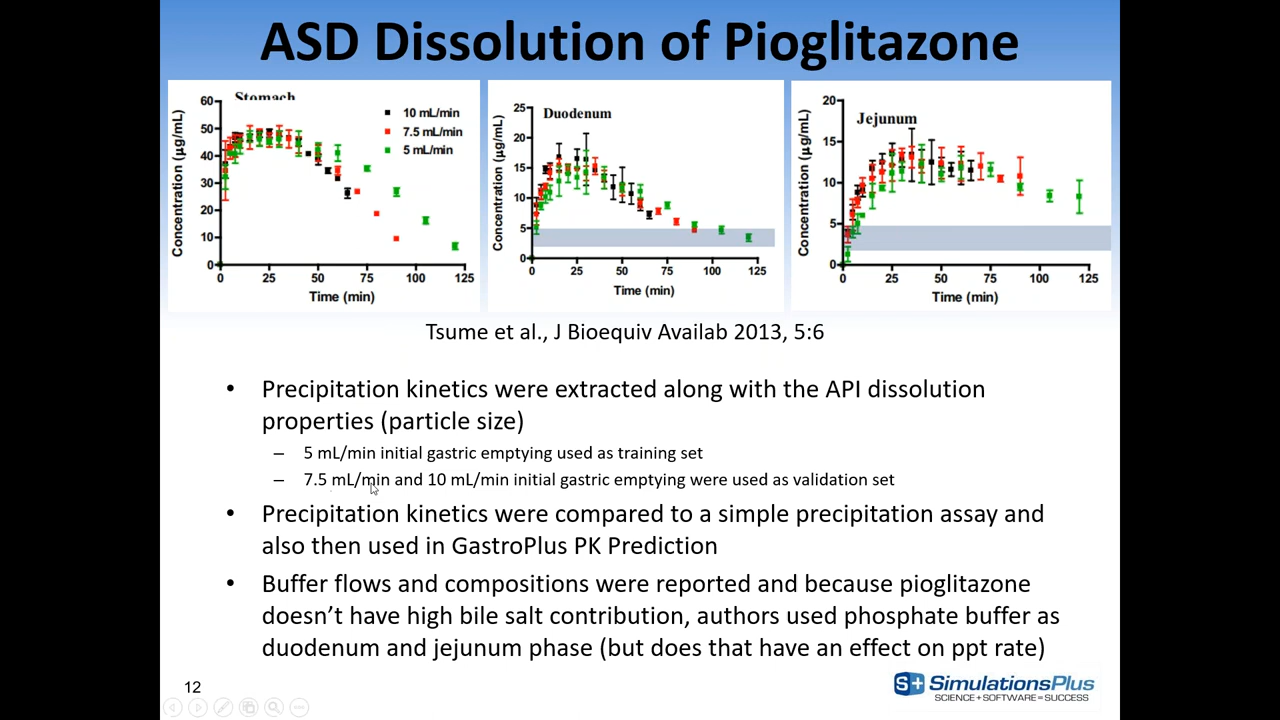 ASD Dissolution of Pioglitazone
Stomach
Concentration (µg/mL)
60
50
40
30
20
10
0
0
25
50
75
100
125
Time (min)
10 mL/min
7.5 mL/min
5 mL/min
Duodenum
Concentration (µg/mL)
25
20
15
10
5
0
0
25
50
75
100
125
Time (min)
Jejunum
Concentration (µg/mL)
20
15
10
5
0
0
25
50
75
100
125
Time (min)
Tsume et al., J Bioequiv Availab 2013, 5:6
• Precipitation kinetics were extracted along with the API dissolution
properties (particle size)
– 5 mL/min initial gastric emptying used as training set
– 7.5 mL/min and 10 mL/min initial gastric emptying were used as validation set
• Precipitation kinetics were compared to a simple precipitation assay and
also then used in GastroPlus PK Prediction
• Buffer flows and compositions were reported and because pioglitazone
doesn’t have high bile salt contribution, authors used phosphate buffer as
duodenum and jejunum phase (but does that have an effect on ppt rate)
12
S+ SimulationsPlus
SCIENCE + SOFTWARE = SUCCESS